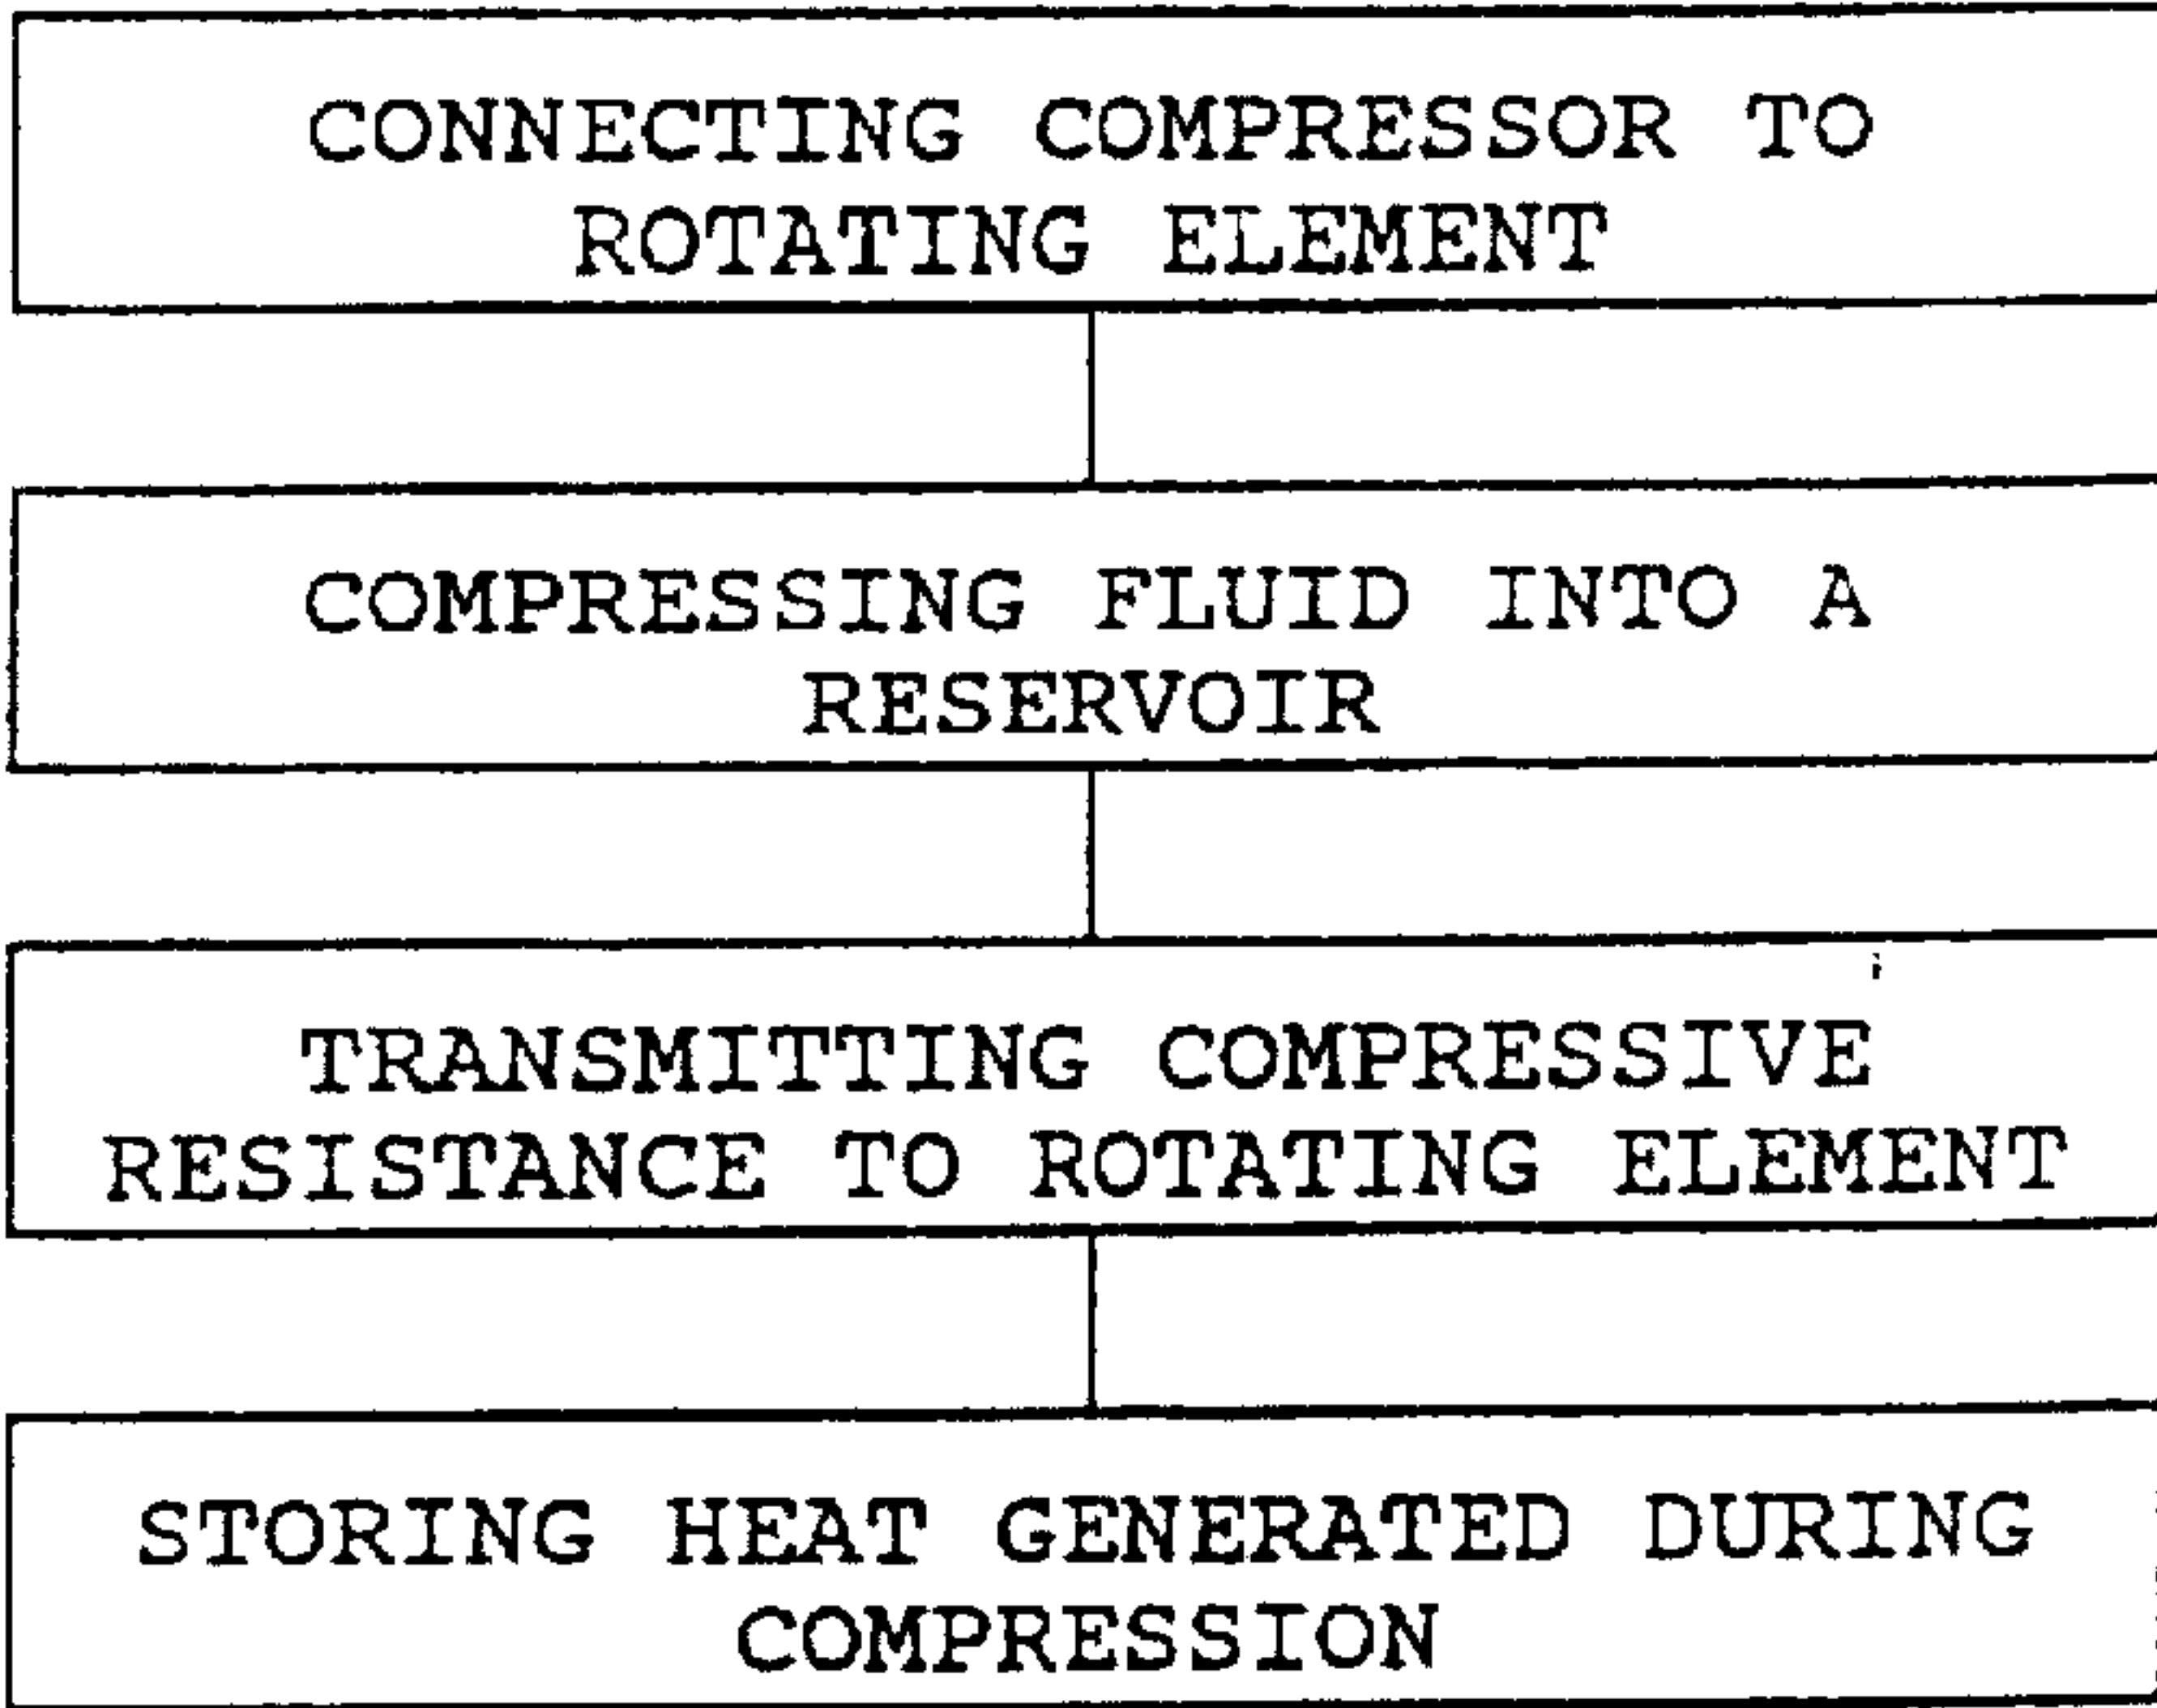 CONNECTING COMPRESSOR TO
ROTATING ELEMENT
COMPRESSING FLUID INTO A
RESERVOIR
TRANSMITTING COMPRESSIVE
RESISTANCE TO ROTATING ELEMENT
STORING HEAT GENERATED DURING
COMPRESSION